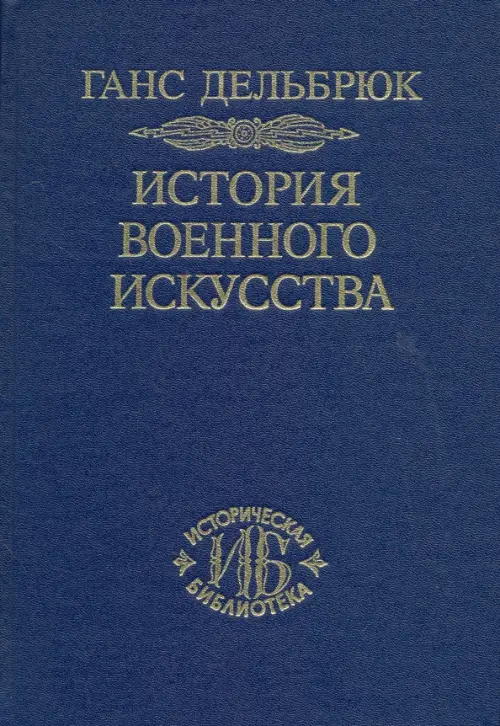 ГАНС ДЕЛЬБРЮК
ИСТОРИЯ
ВОЕННОГО
ИСКУССТВА
ИСТОРИЧЕСКАЯ
ИБ
БИБЛИОТЕКА